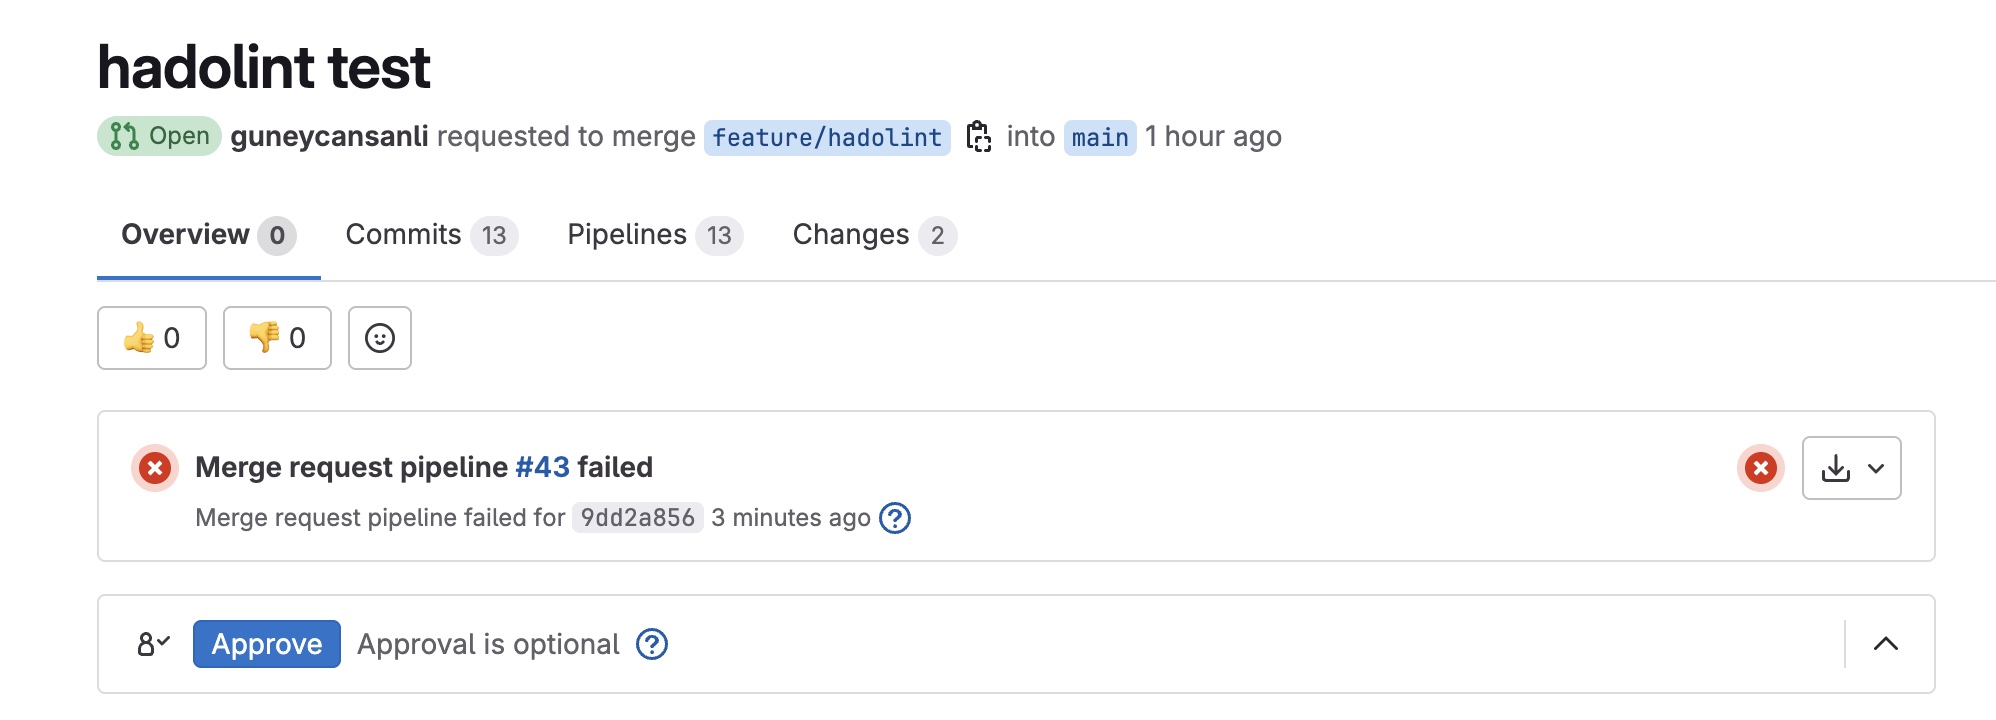 hadolint test
Open guneycansanli requested to merge feature/hadolint into main 1 hour ago
Overview 0 Commits 13 Pipelines 13 Changes 2
👍 0 👎 0
Merge request pipeline #43 failed
Merge request pipeline failed for 9dd2a856 3 minutes ago ?
Approve Approval is optional ?